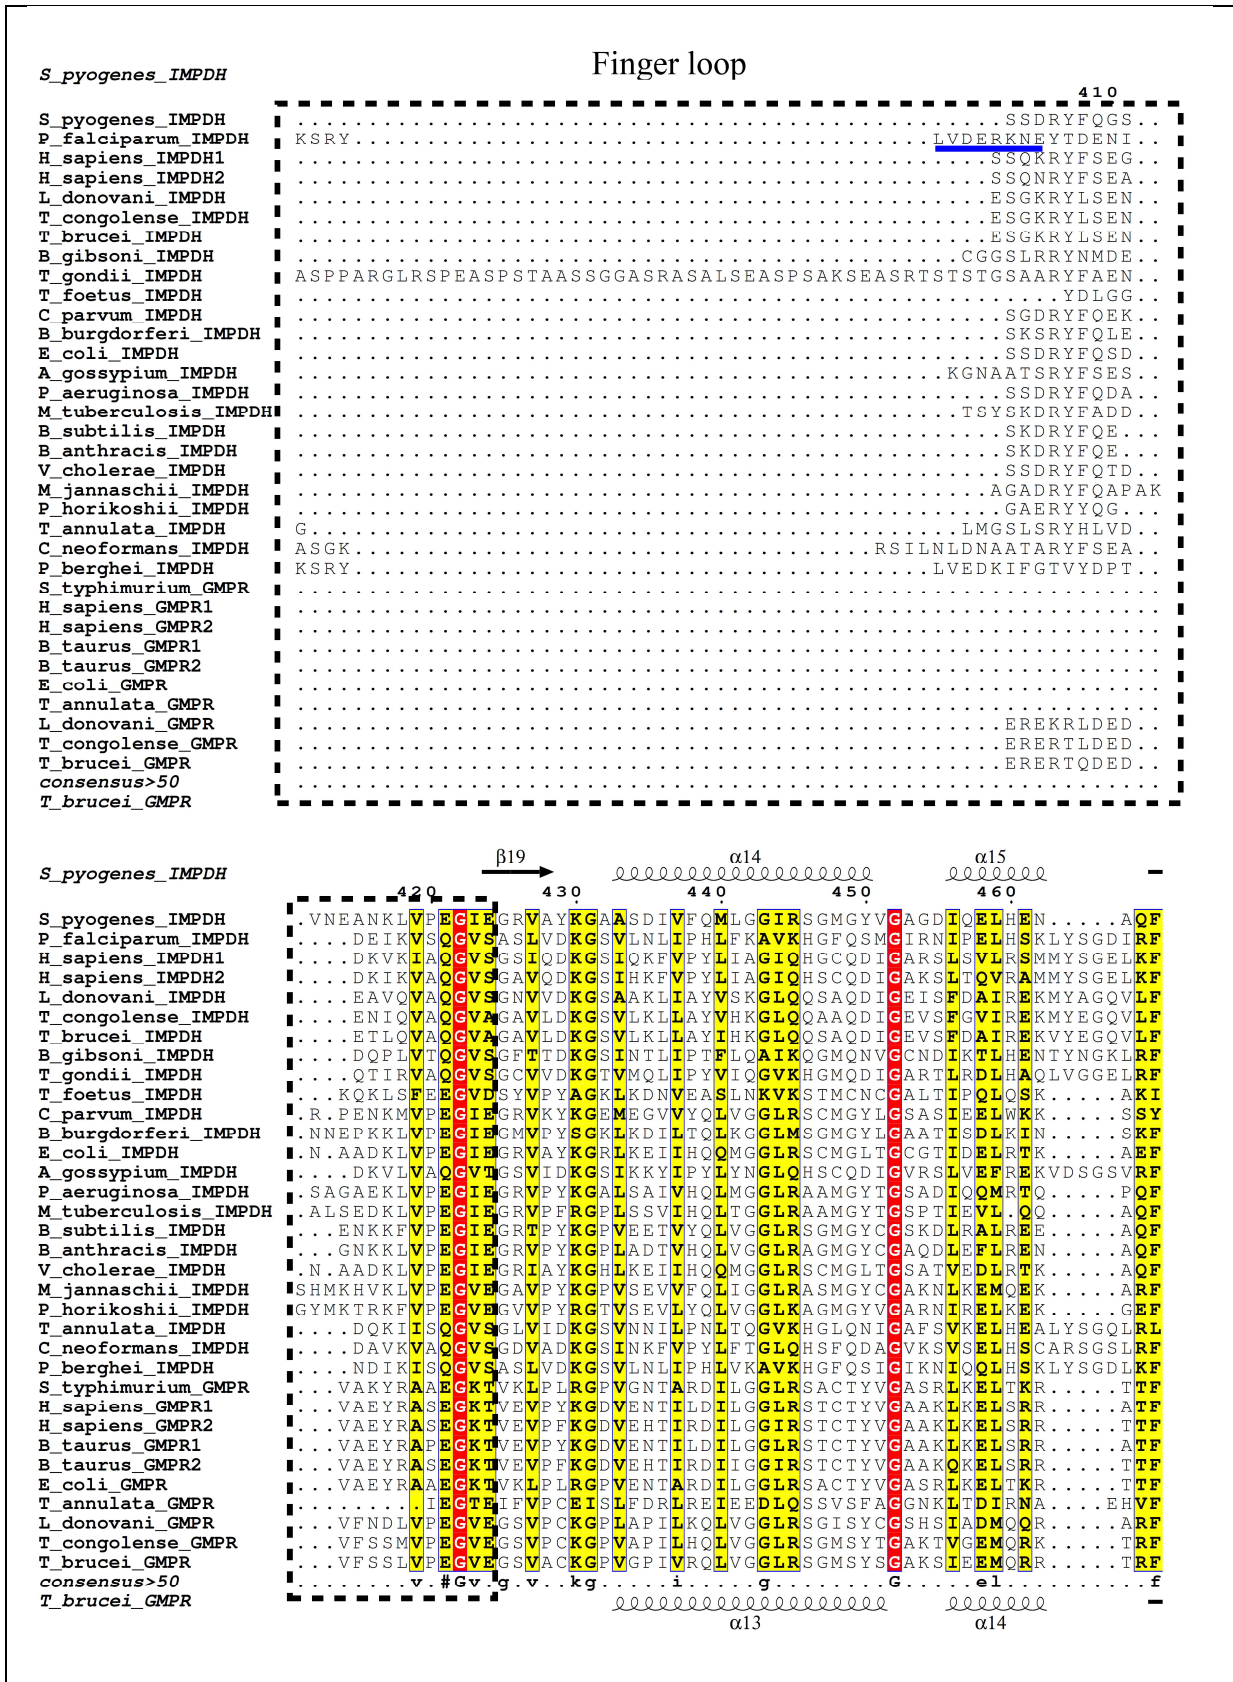 S_pyogenes_IMPDH
Finger loop
410
S_pyogenes_IMPDH .................................................SSDRYFQGS..
P_falciparum_IMPDH KSRY........................................LVDERKNEYTDENI..
H_sapiens_IMPDH1 ................................................SSQKRYFSEG..
H_sapiens_IMPDH2 ................................................SSQNRYFSEA..
L_donovani_IMPDH ................................................ESGKRYLSEN..
T_congolense_IMPDH ................................................ESGKRYLSEN..
T_brucei_IMPDH ................................................ESGKRYLSEN..
B_gibsoni_IMPDH ..............................................CGGSLRRYNMDE..
T_gondii_IMPDH ASPPARGLRSPEASPSTAASSGGASRASALSEASPSAKSEASRTSTSTGSAARYFAEN..
T_foetus_IMPDH .....................................................YDLGG..
C_parvum_IMPDH .................................................SGDRYFQEK..
B_burgdorferi_IMPDH .................................................SKSRYFQLE..
E_coli_IMPDH .................................................SSDRYFQSD..
A_gossypium_IMPDH .............................................KGNAATSRYFSES..
P_aeruginosa_IMPDH .................................................SSDRYFQDA..
M_tuberculosis_IMPDH ..............................................TSYSKDRYFADD..
B_subtilis_IMPDH .................................................SKDRYFQE...
B_anthracis_IMPDH .................................................SKDRYFQE...
V_cholerae_IMPDH .................................................SSDRYFQTD..
M_jannaschii_IMPDH ................................................AGADRYFQAPAK
P_horikoshii_IMPDH .................................................GAERYYQG...
T_annulata_IMPDH G.............................................LMGSLSRYHLVD..
C_neoformans_IMPDH ASGK....................................RSILNLDNAATARYFSEA..
P_berghei_IMPDH KSRY........................................LVEDKIFGTVYDPT..
S_typhimurium_GMPR ............................................................
H_sapiens_GMPR1 ............................................................
H_sapiens_GMPR2 ............................................................
B_taurus_GMPR1 ............................................................
B_taurus_GMPR2 ............................................................
E_coli_GMPR ............................................................
T_annulata_GMPR ............................................................
L_donovani_GMPR .................................................EREKRLDED..
T_congolense_GMPR .................................................ERERTLDED..
T_brucei_GMPR .................................................ERERTQDED..
consensus>50 ............................................................
T_brucei_GMPR
S_pyogenes_IMPDH β19 α14 α15
420 430 440 450 460
S_pyogenes_IMPDH .VNEANKLVPEGIEGRVAYKGAASDIVFQMLGGIRSGMGYVGAGDIQELHEN.....AQF
P_falciparum_IMPDH ....DEIKVSQGVSASLVDKGSVLNLIPHLFKAVKHGFQSMGIRNIPELHSKLYSGDIRF
H_sapiens_IMPDH1 ....DKVKIAQGVSGSIQDKGSIQKFVPYLIAGIQHGCQDIGARSLSVLRSMMYSGELKF
H_sapiens_IMPDH2 ....DKIKVAQGVSGAVQDKGSIHKFVPYLIAGIQHGCQDIGAKSLTQVRAMMYSGELKF
L_donovani_IMPDH ....EAVQVAQGVSGNVVDKGSAAKLIAYVSKGLQQSAQDIGEISFDAIREKMYAGQVLF
T_congolense_IMPDH ....ENIQVAQGVAGAVLDKGSVLKLLAYVHKGLQQAAQDIGEVSFGVIREKMYEGQVLF
T_brucei_IMPDH ....ETLQVAQGVAGAVLDKGSVLKLLAYIHKGLQQSAQDIGEVSFDAIREKVYEGQVLF
B_gibsoni_IMPDH ....DQPLVTQGVSGFTTDKGSINTLIPTFLQAIKQGMQNVGCNDIKTLHENTYNGKLRF
T_gondii_IMPDH ....QTIRVAQGVSGCVVDKGTVMQLIPYVIQGVKHGMQDIGARTLRDLHAQLVGGELRF
T_foetus_IMPDH ...KQKLSFEEGVDSYVPYAGKLKDNVEASLNKVKSTMCNCGALTIPQLQSK.....AKI
C_parvum_IMPDH .R.PENKMVPEGIEGRVKYKGEMEGVVYQLVGGLRSCMGYLGSASIEELWKK.....SSY
B_burgdorferi_IMPDH .NNEPKKLVPEGIEGMVPYSGKLKDILTQLKGGLMSGMGYLGAATISDLKIN.....SKF
E_coli_IMPDH .N.AADKLVPEGIEGRVAYKGRLKEIIHQQMGGLRSCMGLTGCGTIDELRTK.....AEF
A_gossypium_IMPDH ....DKVLVAQGVTGSVIDKGSIKKYIPYLYNGLQHSCQDIGVRSLVEFREKVDSGSVRF
P_aeruginosa_IMPDH .SAGAEKLVPEGIEGRVPYKGALSAIVHQLMGGLRAAMGYTGSADIQQMRTQ.....PQF
M_tuberculosis_IMPDH .ALSEDKLVPEGIEGRVPFRGPLSSVIHQLTGGLRAAMGYTGSPTIEVL.QQ.....AQF
B_subtilis_IMPDH ...ENKKFVPEGIEGRTPYKGPVEETVYQLVGGLRSGMGYCGSKDLRALREE.....AQF
B_anthracis_IMPDH ...GNKKLVPEGIEGRVPYKGPLADTVHQLVGGLRAGMGYCGAQDLEFLREN.....AQF
V_cholerae_IMPDH .N.AADKLVPEGIEGRIAYKGHLKEIIHQQMGGLRSCMGLTGSATVEDLRTK.....AQF
M_jannaschii_IMPDH SHMKHVKLVPEGVEGAVPYKGPVSEVVFQLIGGLRASMGYCGAKNLKEMQEK.....ARF
P_horikoshii_IMPDH GYMKTRKFVPEGVEGVVPYRGTVSEVLYQLVGGLKAGMGYVGARNIRELKEK.....GEF
T_annulata_IMPDH ....DQKIISQGVSGLVIDKGSVNNILPNLTQGVKHGLQNIGAFSVKELHEALYSGQLRL
C_neoformans_IMPDH ....DAVKVAQGVSGDVADKGSINKFVPYLFTGLQHSFQDAGVKSVSELHSCARSGSLRF
P_berghei_IMPDH ....NDIKISQGVSASLVDKGSVLNLIPHLVKAVKHGFQSIGIKNIQQLHSKLYSGDLKF
S_typhimurium_GMPR ...VAKYRAAEGKTVKLPLRGPVGNTARDILGGLRSACTYVGASRLKELTKR.....TTF
H_sapiens_GMPR1 ...VAEYRASEGKTVEVPYKGDVENTILDILGGLRSTCTYVGAAKLKELSRR.....ATF
H_sapiens_GMPR2 ...VAEYRASEGKTVEVPFKGDVEHTIRDILGGIRSTCTYVGAAKLKELSRR.....TTF
B_taurus_GMPR1 ...VAEYRAPEGKTVEVPYKGDVENTILDILGGLRSTCTYVGAAKLKELSRR.....ATF
B_taurus_GMPR2 ...VAEYRASEGKTVEVPFKGDVEHTIRDIIGGIRSTCTYVGAAKQKELSRR.....TTF
E_coli_GMPR ...VAEYRAAEGKTVKLPLRGPVENTARDILGGLRSACTYVGASRLKELTKR.....TTF
T_annulata_GMPR .........IEGTEIFVPCEISLFDRLREIEEDLQSSVSFAGGNKLTDIRNA....EHVF
L_donovani_GMPR ...VFNDLVPEGVEGSVPCKGPLAPILKQLVGGLRSGISYCGSHSIADMQQR.....ARF
T_congolense_GMPR ...VFSSMVPEGVEGSVPCKGPVAPILHQLVGGLRSGMSYTGAKTVGEMQRK.....TRF
T_brucei_GMPR ...VFSSLVPEGVEGSVACKGPVGPIVRQLVGGLRSGMSYSGAKSIEEMQRK.....TRF
consensus>50 ........v.#Gv.g.v..kg.....i.....g........G.....el..........f
T_brucei_GMPR α13 α14